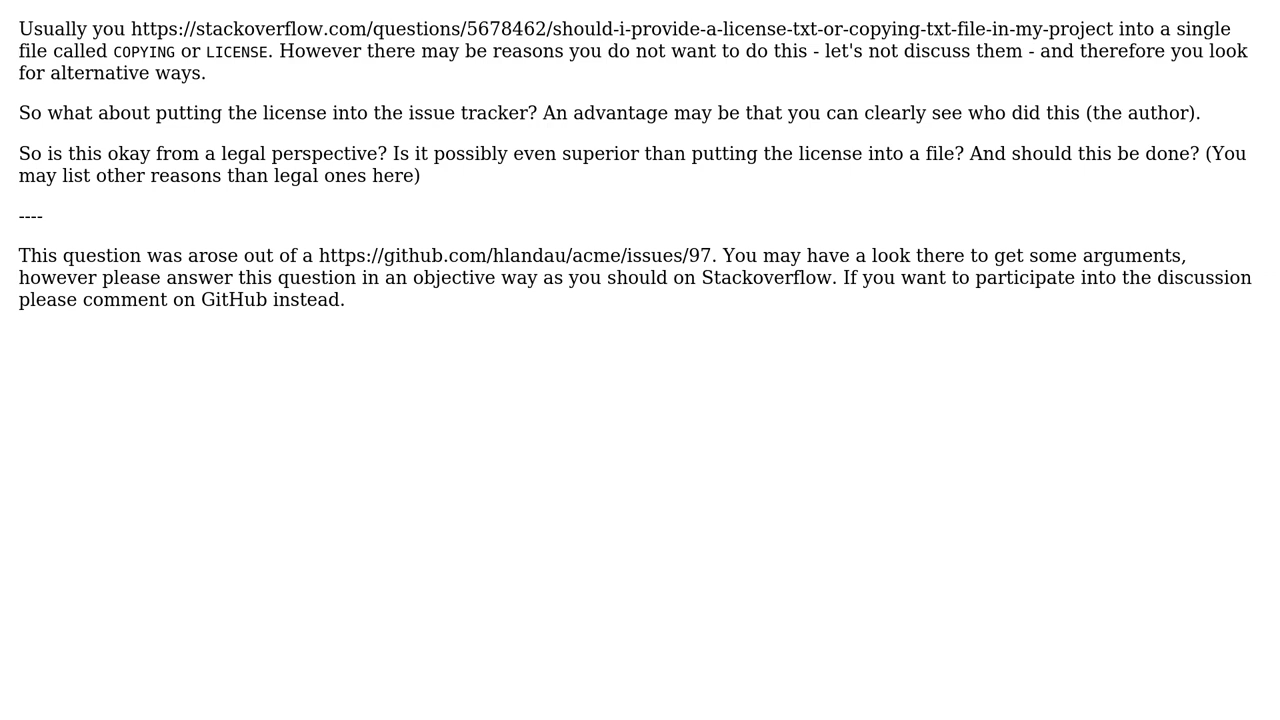 Usually you https://stackoverflow.com/questions/5678462/should-i-provide-a-license-txt-or-copying-txt-file-in-my-project into a single
file called COPYING or LICENSE. However there may be reasons you do not want to do this - let's not discuss them - and therefore you look
for alternative ways.
So what about putting the license into the issue tracker? An advantage may be that you can clearly see who did this (the author).
So is this okay from a legal perspective? Is it possibly even superior than putting the license into a file? And should this be done? (You
may list other reasons than legal ones here)
----
This question was arose out of a https://github.com/hlandau/acme/issues/97. You may have a look there to get some arguments,
however please answer this question in an objective way as you should on Stackoverflow. If you want to participate into the discussion
please comment on GitHub instead.